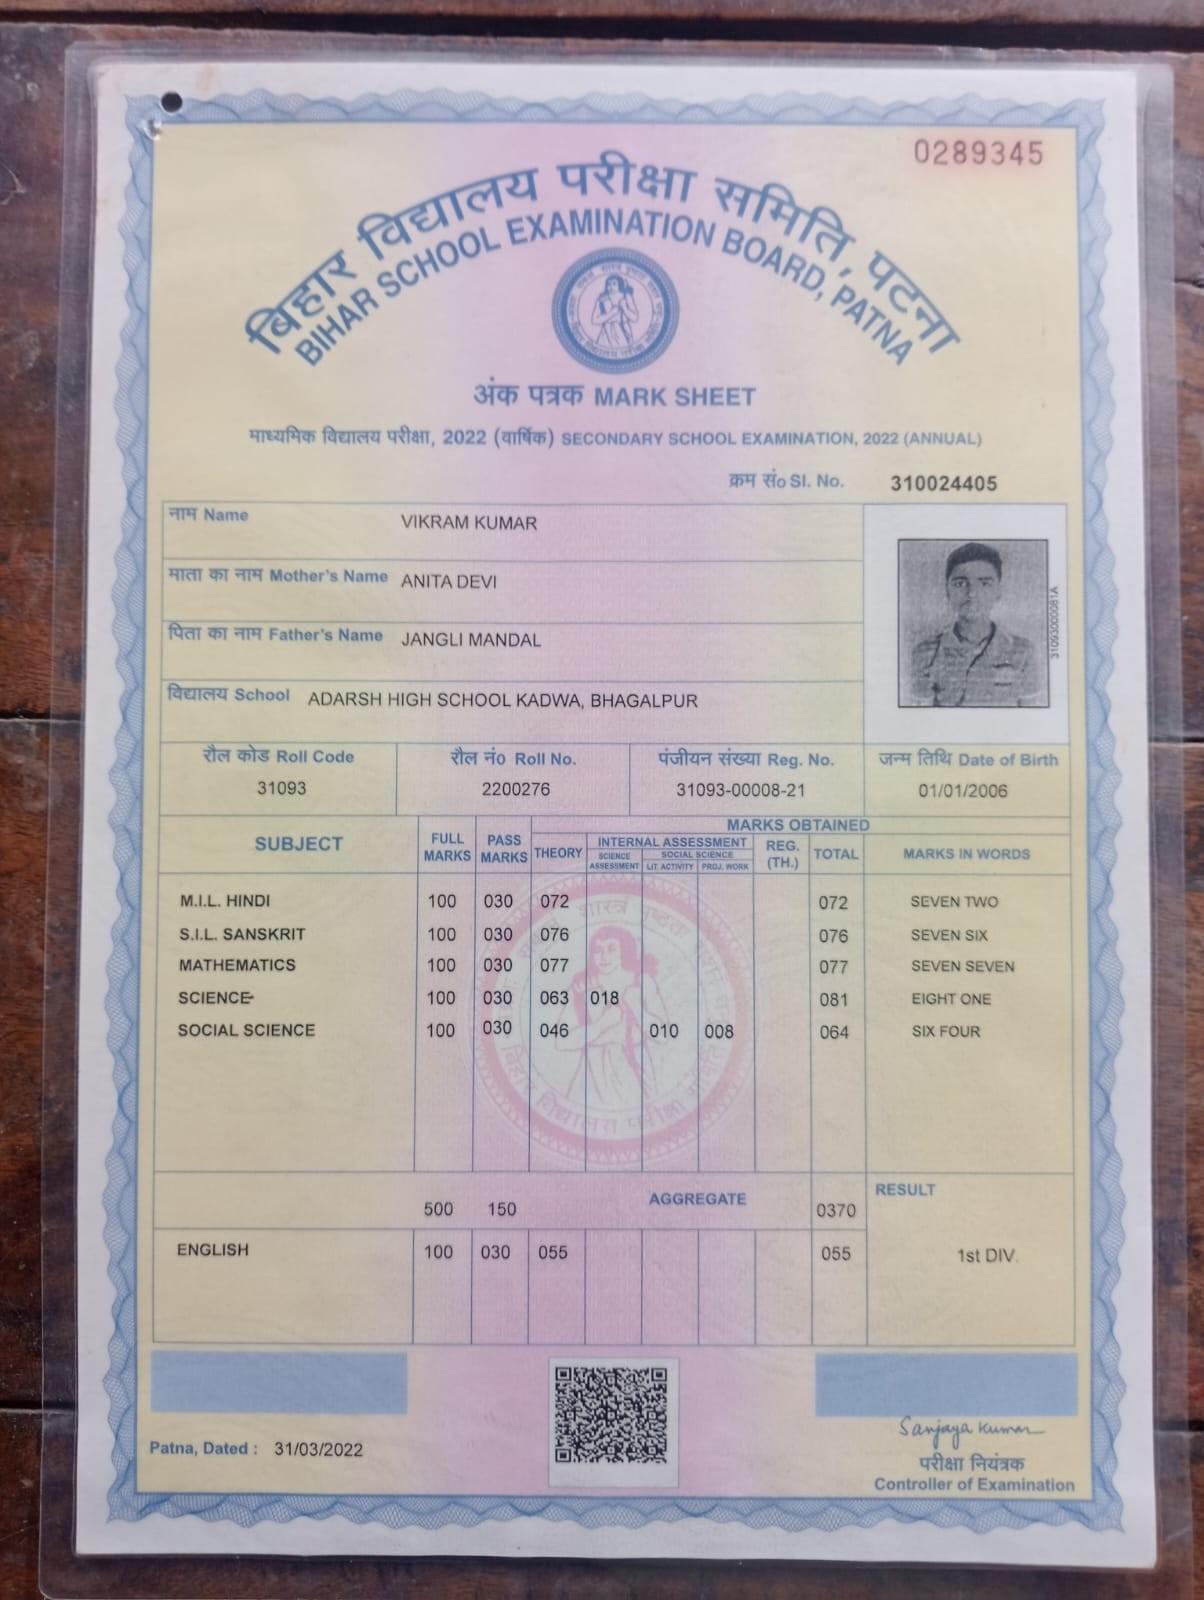 0289345
बिहार विद्यालय परीक्षा समिति, पटना
BIHAR SCHOOL EXAMINATION BOARD, PATNA
अंक पत्रक MARK SHEET
माध्यमिक विद्यालय परीक्षा, 2022 (वार्षिक) SECONDARY SCHOOL EXAMINATION, 2022 (ANNUAL)
क्रम सं० Sl. No. 310024405
नाम Name VIKRAM KUMAR
माता का नाम Mother's Name ANITA DEVI
पिता का नाम Father's Name JANGLI MANDAL
विद्यालय School ADARSH HIGH SCHOOL KADWA, BHAGALPUR
रौल कोड Roll Code रौल नं० Roll No. पंजीयन संख्या Reg. No. जन्म तिथि Date of Birth
31093 2200276 31093-00008-21 01/01/2006
MARKS OBTAINED
SUBJECT FULL MARKS PASS MARKS THEORY INTERNAL ASSESSMENT REG. (TH.) TOTAL MARKS IN WORDS
SCIENCE ASSESSMENT SOCIAL SCIENCE LIT. ACTIVITY PROJ. WORK
M.I.L. HINDI 100 030 072 072 SEVEN TWO
S.I.L. SANSKRIT 100 030 076 076 SEVEN SIX
MATHEMATICS 100 030 077 077 SEVEN SEVEN
SCIENCE 100 030 063 018 081 EIGHT ONE
SOCIAL SCIENCE 100 030 046 010 008 064 SIX FOUR
500 150 AGGREGATE 0370 RESULT
ENGLISH 100 030 055 055 1st DIV.
Patna, Dated : 31/03/2022
Sanjaya Kumar
परीक्षा नियंत्रक
Controller of Examination